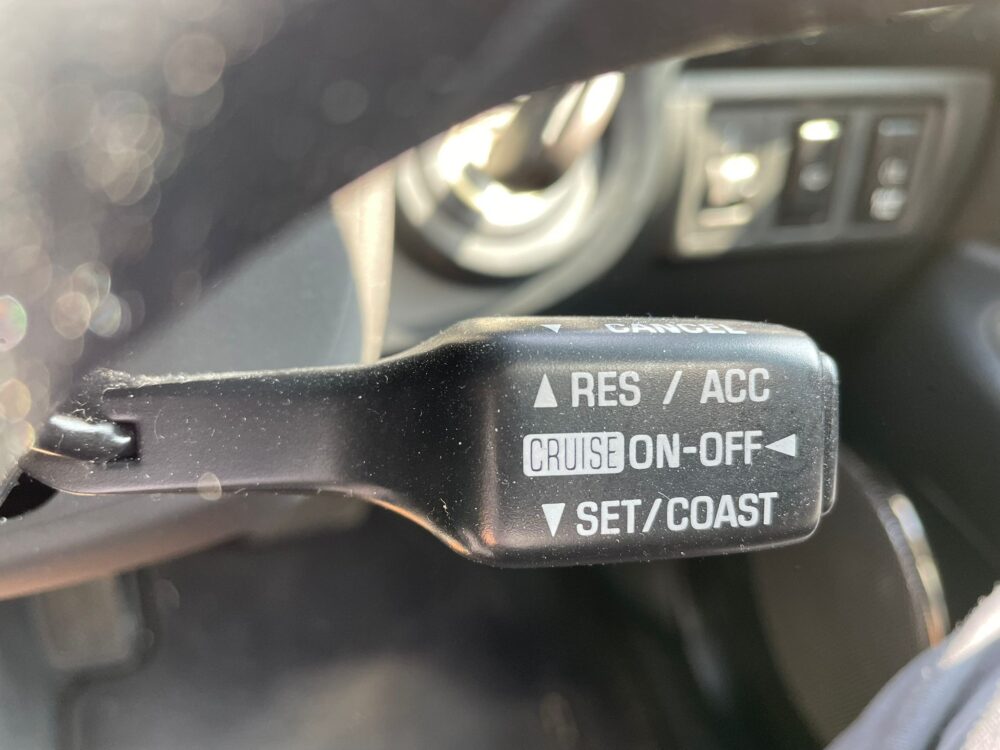 ▼ CANCEL
▲ RES / ACC
CRUISE ON-OFF ◀
▼ SET/COAST